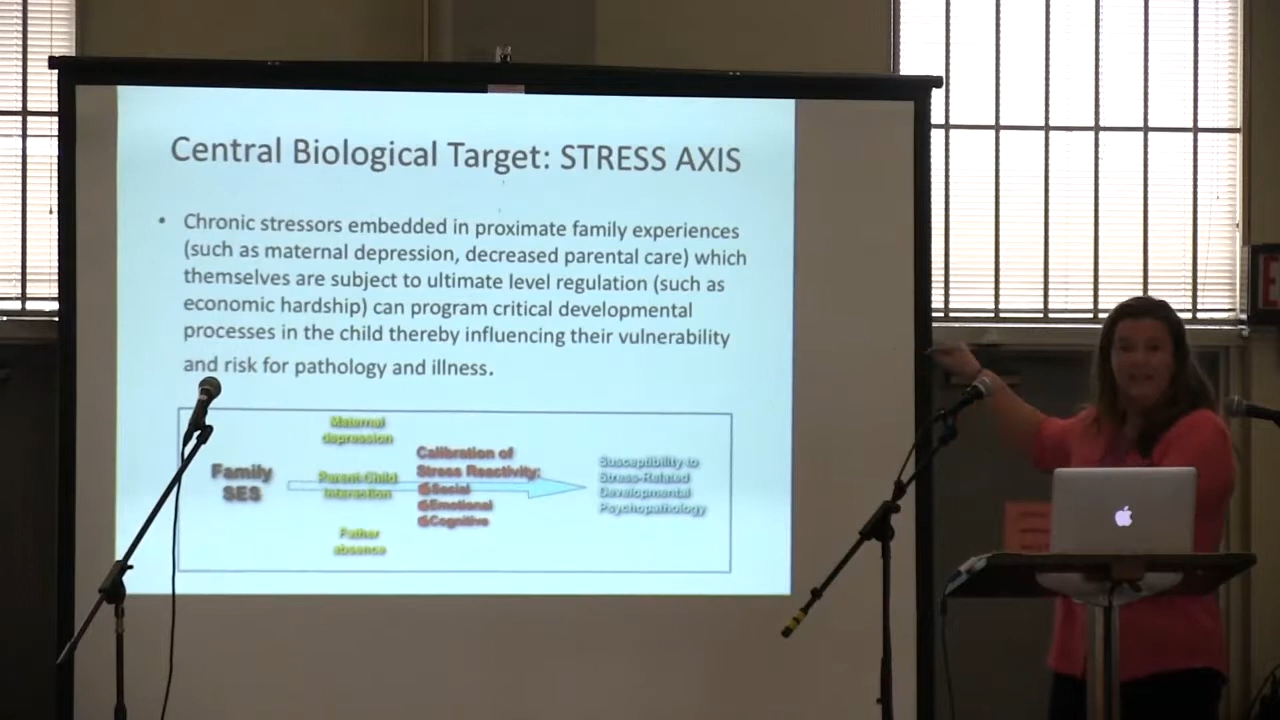 Central Biological Target: STRESS AXIS
• Chronic stressors embedded in proximate family experiences
(such as maternal depression, decreased parental care) which
themselves are subject to ultimate level regulation (such as
economic hardship) can program critical developmental
processes in the child thereby influencing their vulnerability
and risk for pathology and illness.
Family
SES
Maternal
depression
Parent-Child
Interaction
Father
absence
Calibration of
Stress Reactivity:
Social
Emotional
Cognitive
Susceptibility to
Stress-Related
Developmental
Psychopathology
E